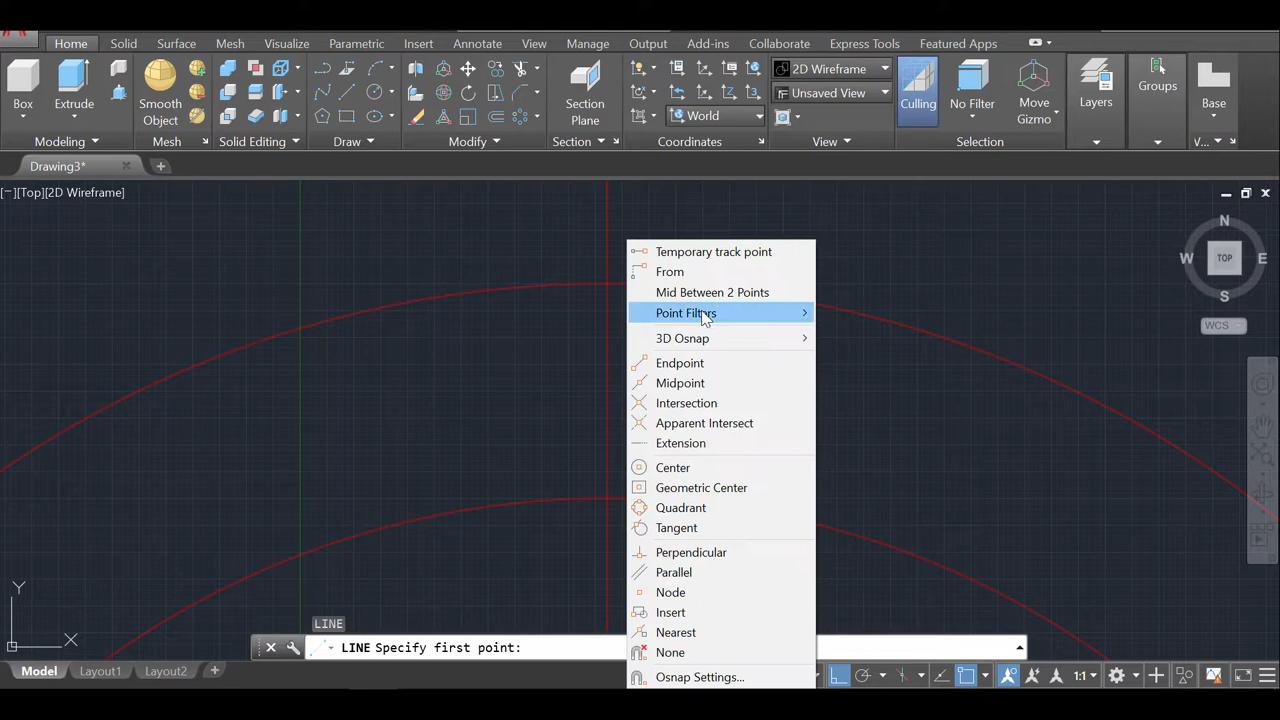 Home Solid Surface Mesh Visualize Parametric Insert Annotate View Manage Output Add-ins Collaborate Express Tools Featured Apps
2D Wireframe
Unsaved View
World
Box Extrude Smooth Object Section Plane Culling No Filter Move Gizmo Layers Groups Base
Modeling Mesh Solid Editing Draw Modify Section Coordinates View Selection V...
Drawing3*
[−][Top][2D Wireframe]
N
W TOP E
S
WCS
Temporary track point
From
Mid Between 2 Points
Point Filters
3D Osnap
Endpoint
Midpoint
Intersection
Apparent Intersect
Extension
Center
Geometric Center
Quadrant
Tangent
Perpendicular
Parallel
Node
Insert
Nearest
None
Osnap Settings...
Y
X
LINE
LINE Specify first point:
Model Layout1 Layout2
1:1